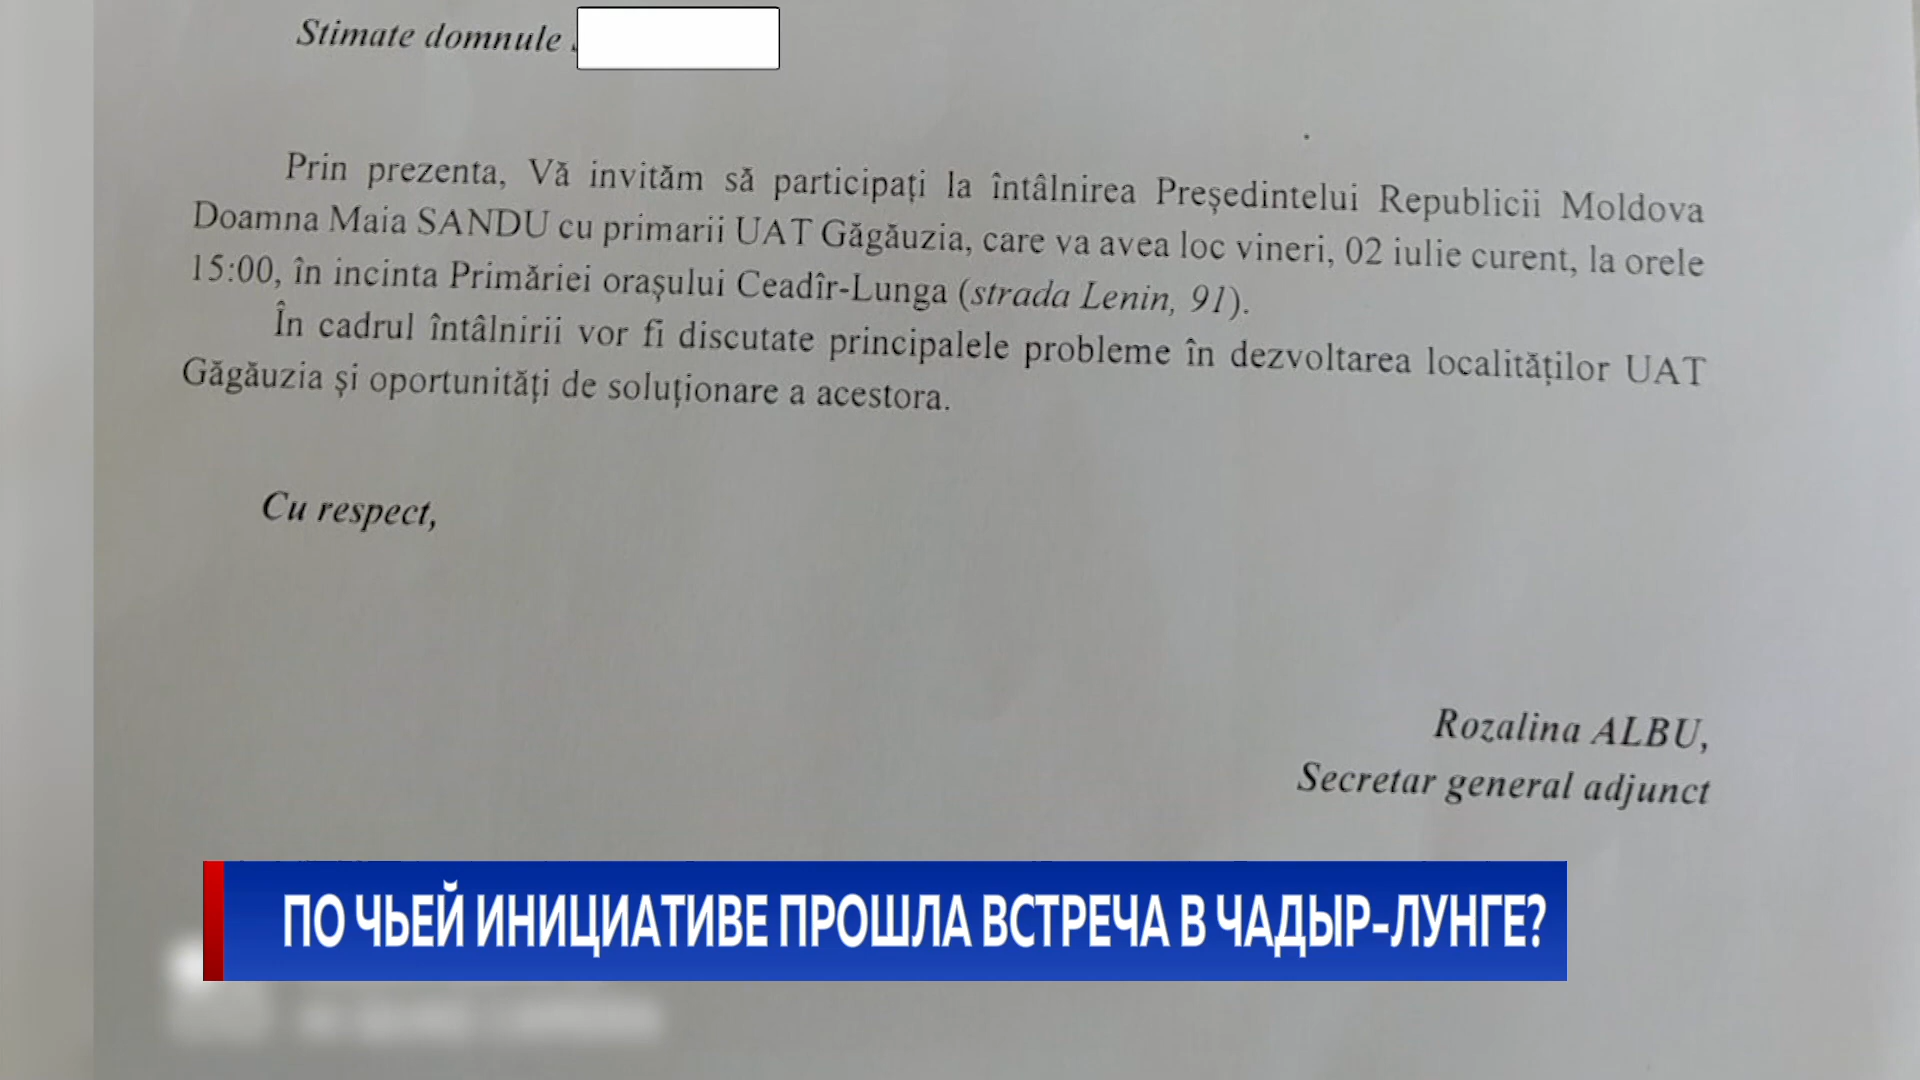 Stimate domnule
Prin prezenta, Vă invităm să participați la întâlnirea Președintelui Republicii Moldova
Doamna Maia SANDU cu primarii UAT Găgăuzia, care va avea loc vineri, 02 iulie curent, la orele
15:00, în incinta Primăriei orașului Ceadîr-Lunga (strada Lenin, 91).
În cadrul întâlnirii vor fi discutate principalele probleme în dezvoltarea localităților UAT
Găgăuzia și oportunități de soluționare a acestora.
Cu respect,
Rozalina ALBU,
Secretar general adjunct
ПО ЧЬЕЙ ИНИЦИАТИВЕ ПРОШЛА ВСТРЕЧА В ЧАДЫР-ЛУНГЕ?